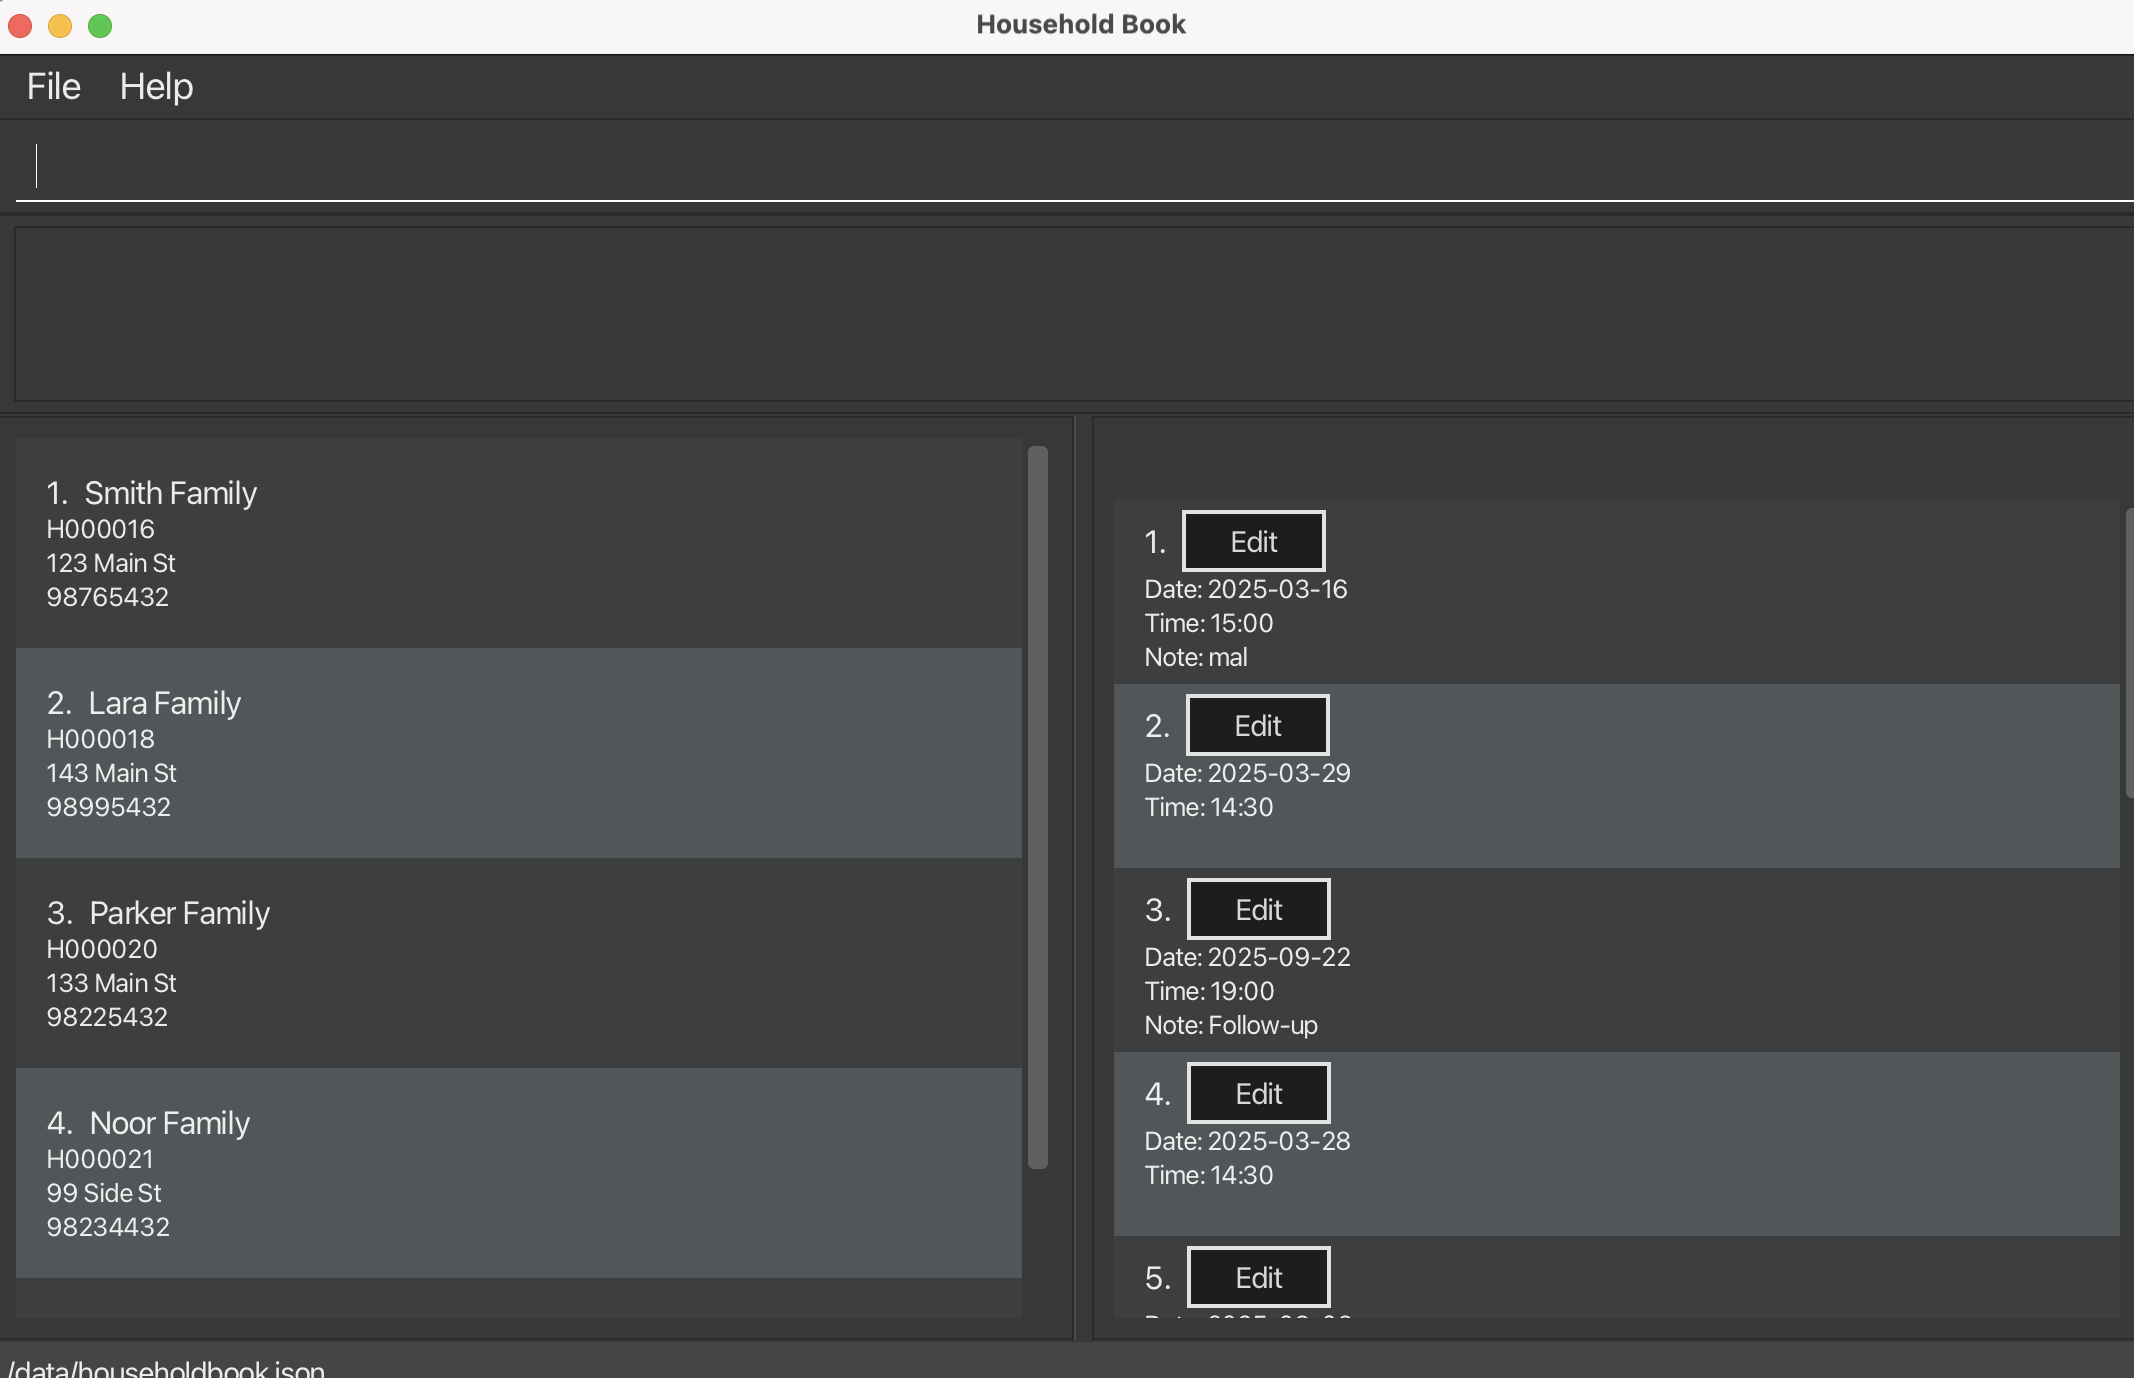 Household Book
File Help
1. Smith Family
H000016
123 Main St
98765432
2. Lara Family
H000018
143 Main St
98995432
3. Parker Family
H000020
133 Main St
98225432
4. Noor Family
H000021
99 Side St
98234432
1. Edit
Date: 2025-03-16
Time: 15:00
Note: mal
2. Edit
Date: 2025-03-29
Time: 14:30
3. Edit
Date: 2025-09-22
Time: 19:00
Note: Follow-up
4. Edit
Date: 2025-03-28
Time: 14:30
5. Edit
/data/householdbook.json